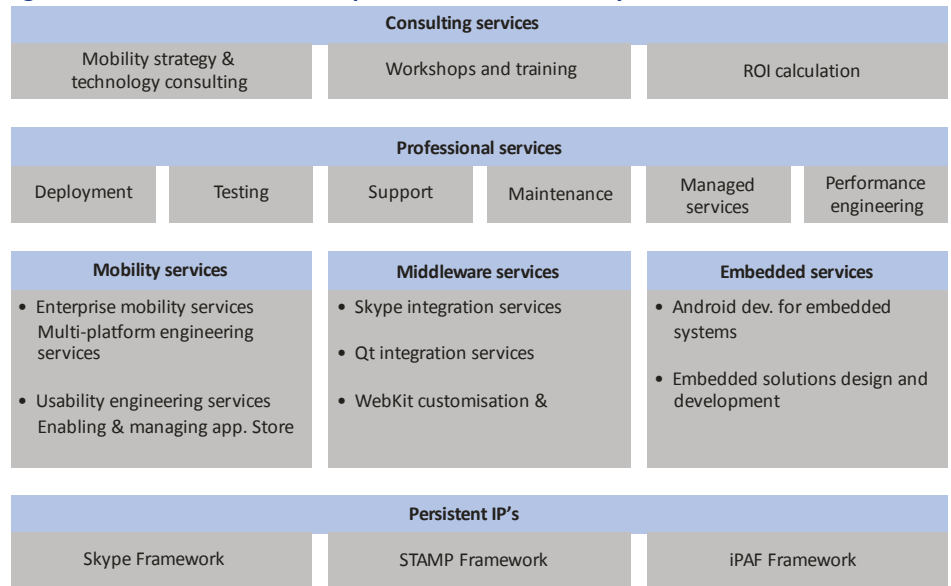 Consulting services
Mobility strategy &
technology consulting
Workshops and training
ROI calculation
Professional services
Deployment
Testing
Support
Maintenance
Managed
services
Performance
engineering
Mobility services
• Enterprise mobility services
Multi-platform engineering
services
• Usability engineering services
Enabling & managing app. Store
Middleware services
• Skype integration services
• Qt integration services
• WebKit customisation &
Embedded services
• Android dev. for embedded
systems
• Embedded solutions design and
development
Persistent IP's
Skype Framework
STAMP Framework
iPAF Framework